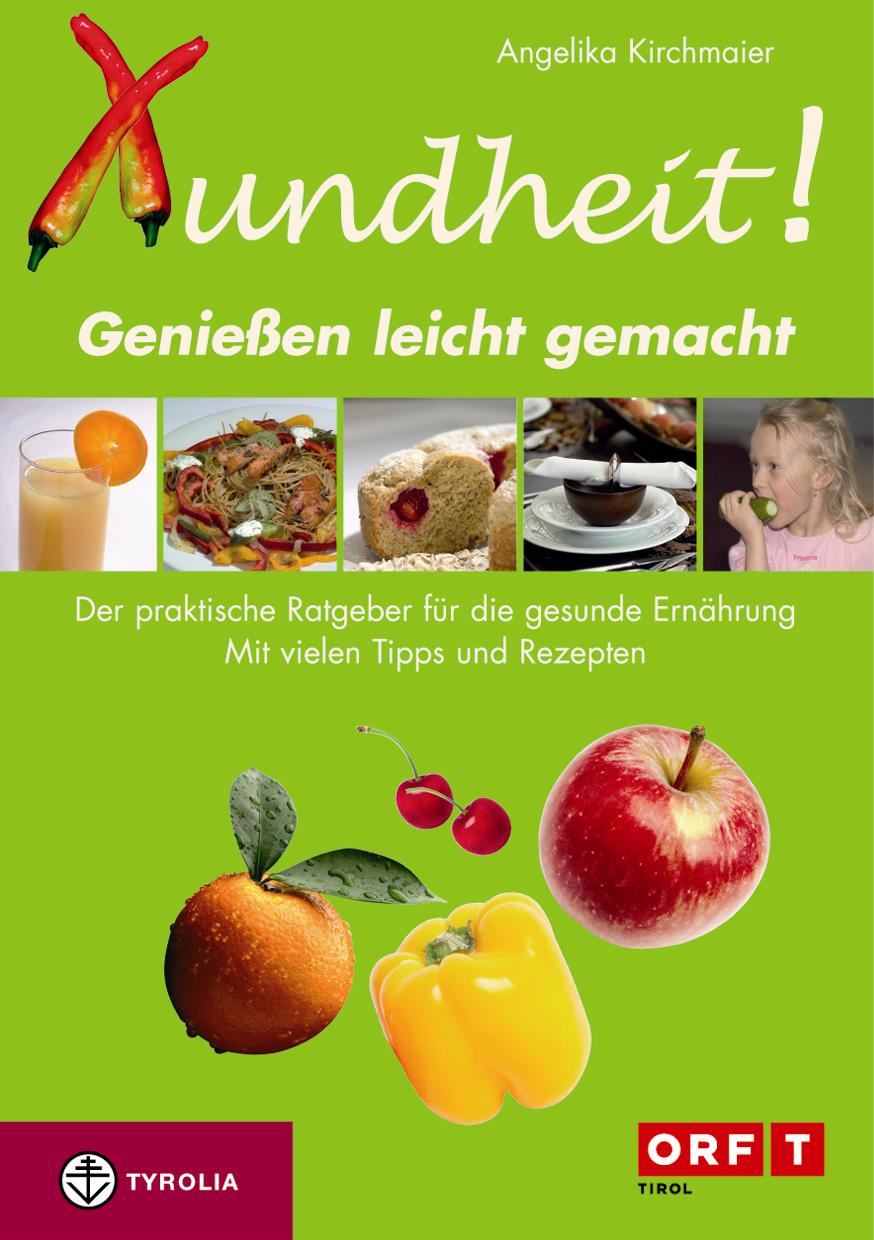 Angelika Kirchmaier
Xundheit!
Genießen leicht gemacht
Princess
Der praktische Ratgeber für die gesunde Ernährung
Mit vielen Tipps und Rezepten
TYROLIA
ORF T
TIROL